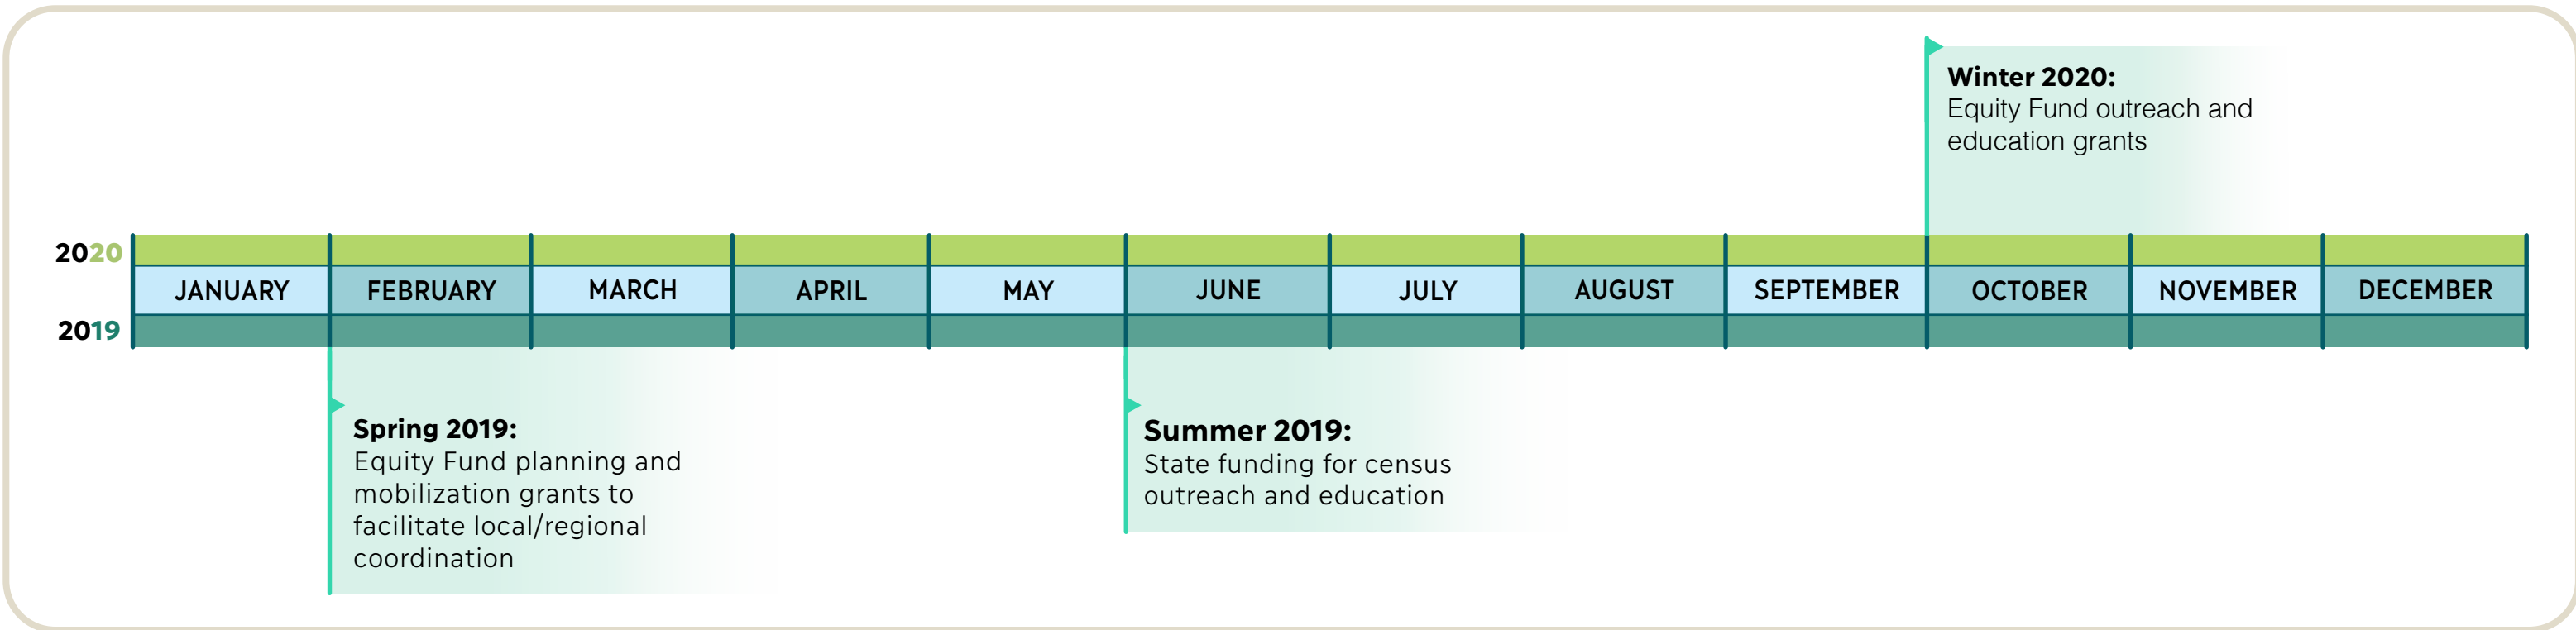 Winter 2020:
Equity Fund outreach and
education grants
2020
JANUARY FEBRUARY MARCH APRIL MAY JUNE JULY AUGUST SEPTEMBER OCTOBER NOVEMBER DECEMBER
2019
Spring 2019:
Equity Fund planning and
mobilization grants to
facilitate local/regional
coordination
Summer 2019:
State funding for census
outreach and education